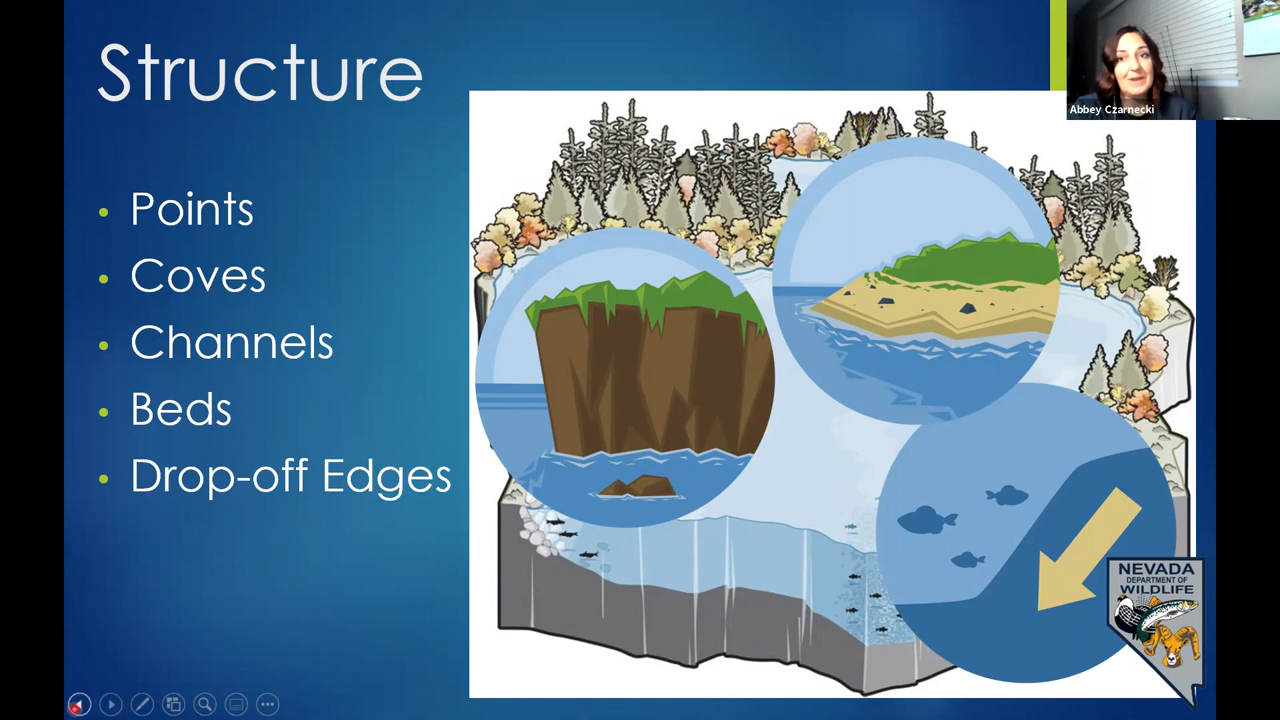 Structure
Abbey Czarnecki
• Points
• Coves
• Channels
• Beds
• Drop-off Edges
NEVADA
DEPARTMENT OF
WILDLIFE